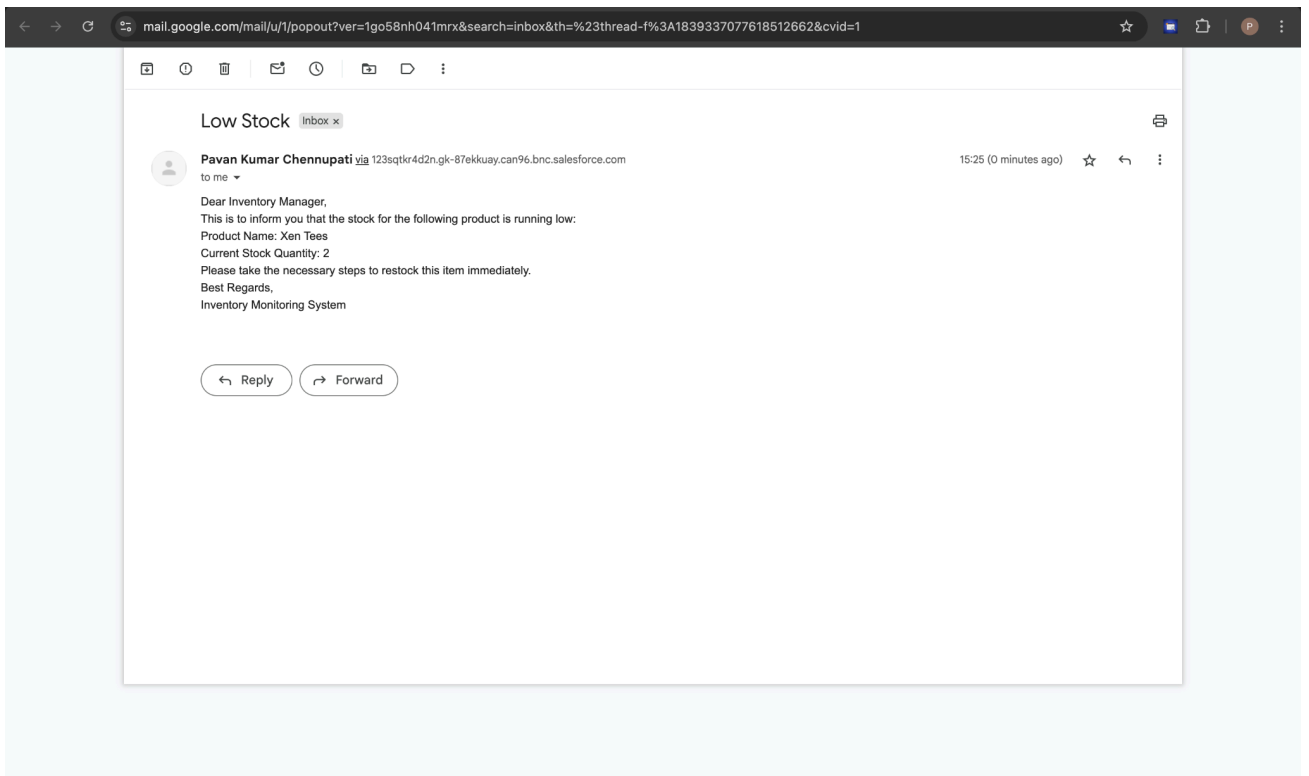 mail.google.com/mail/u/1/popout?ver=1go58nh041mrx&search=inbox&th=%23thread-f%3A1839337077618512662&cvid=1
P
Low Stock Inbox x
Pavan Kumar Chennupati via 123sqtkr4d2n.gk-87ekkuay.can96.bnc.salesforce.com 15:25 (0 minutes ago)
to me
Dear Inventory Manager,
This is to inform you that the stock for the following product is running low:
Product Name: Xen Tees
Current Stock Quantity: 2
Please take the necessary steps to restock this item immediately.
Best Regards,
Inventory Monitoring System
Reply Forward